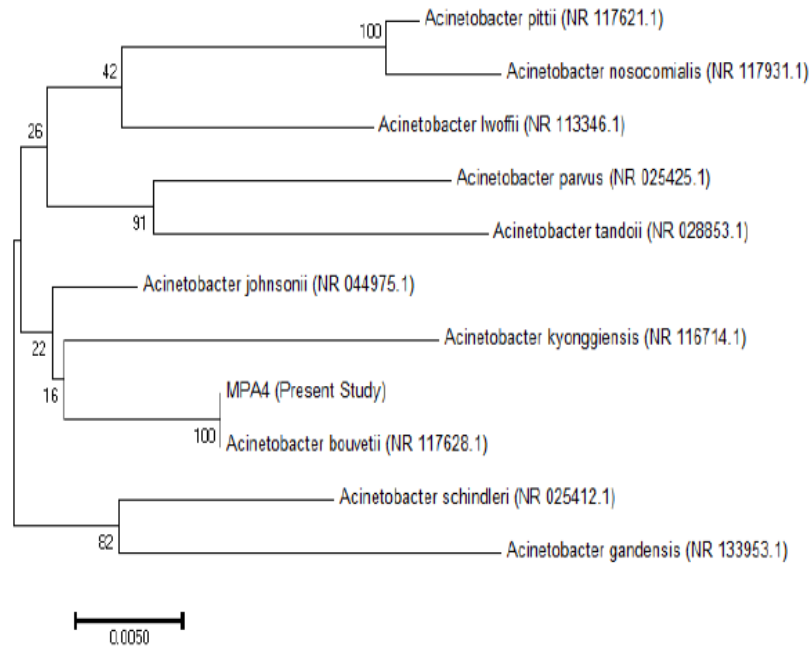 Acinetobacter pittii (NR 117621.1)
100
Acinetobacter nosocomialis (NR 117931.1)
42
Acinetobacter lwoffii (NR 113346.1)
26
Acinetobacter parvus (NR 025425.1)
91
Acinetobacter tandoii (NR 028853.1)
Acinetobacter johnsonii (NR 044975.1)
22
Acinetobacter kyonggiensis (NR 116714.1)
16
MPA4 (Present Study)
100
Acinetobacter bouvetii (NR 117628.1)
Acinetobacter schindleri (NR 025412.1)
82
Acinetobacter gandensis (NR 133953.1)
0.0050